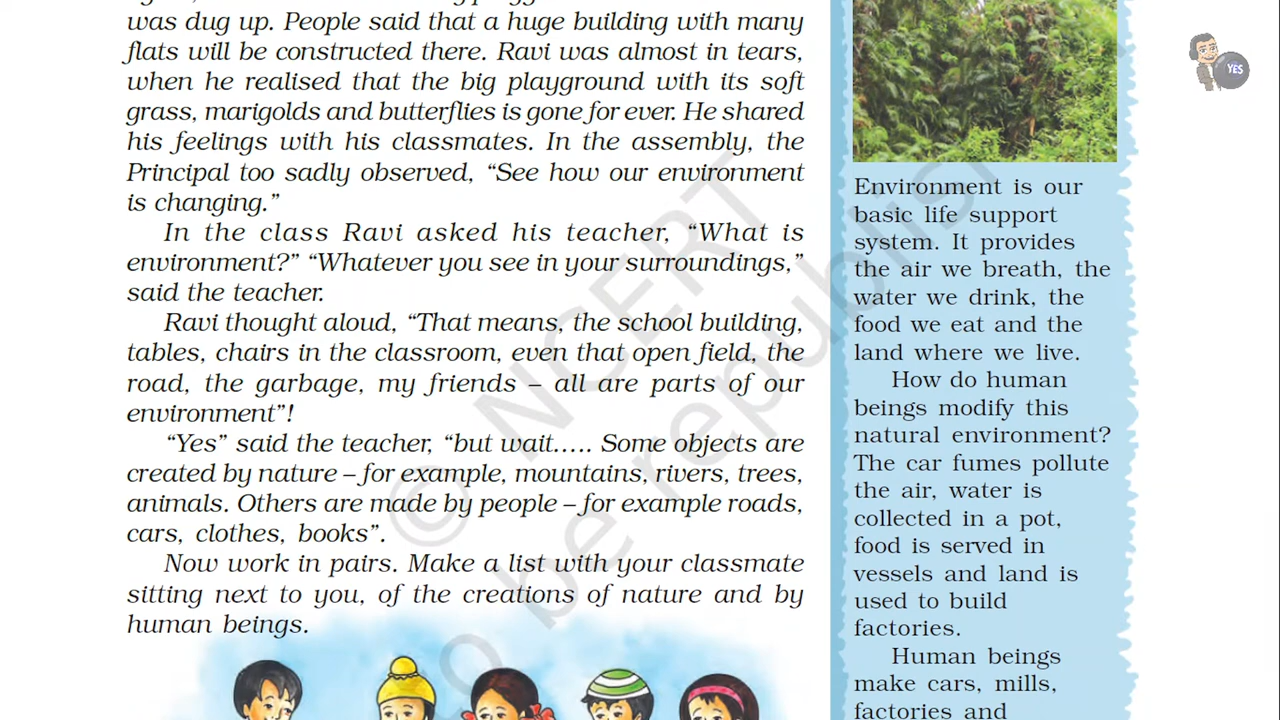 was dug up. People said that a huge building with many
flats will be constructed there. Ravi was almost in tears,
when he realised that the big playground with its soft
grass, marigolds and butterflies is gone for ever. He shared
his feelings with his classmates. In the assembly, the
Principal too sadly observed, “See how our environment
is changing.”
In the class Ravi asked his teacher, “What is
environment?” “Whatever you see in your surroundings,”
said the teacher.
Ravi thought aloud, “That means, the school building,
tables, chairs in the classroom, even that open field, the
road, the garbage, my friends – all are parts of our
environment”!
“Yes” said the teacher, “but wait..... Some objects are
created by nature – for example, mountains, rivers, trees,
animals. Others are made by people – for example roads,
cars, clothes, books”.
Now work in pairs. Make a list with your classmate
sitting next to you, of the creations of nature and by
human beings.
Environment is our
basic life support
system. It provides
the air we breath, the
water we drink, the
food we eat and the
land where we live.
How do human
beings modify this
natural environment?
The car fumes pollute
the air, water is
collected in a pot,
food is served in
vessels and land is
used to build
factories.
Human beings
make cars, mills,
factories and
YES
© NCERT
o be republis